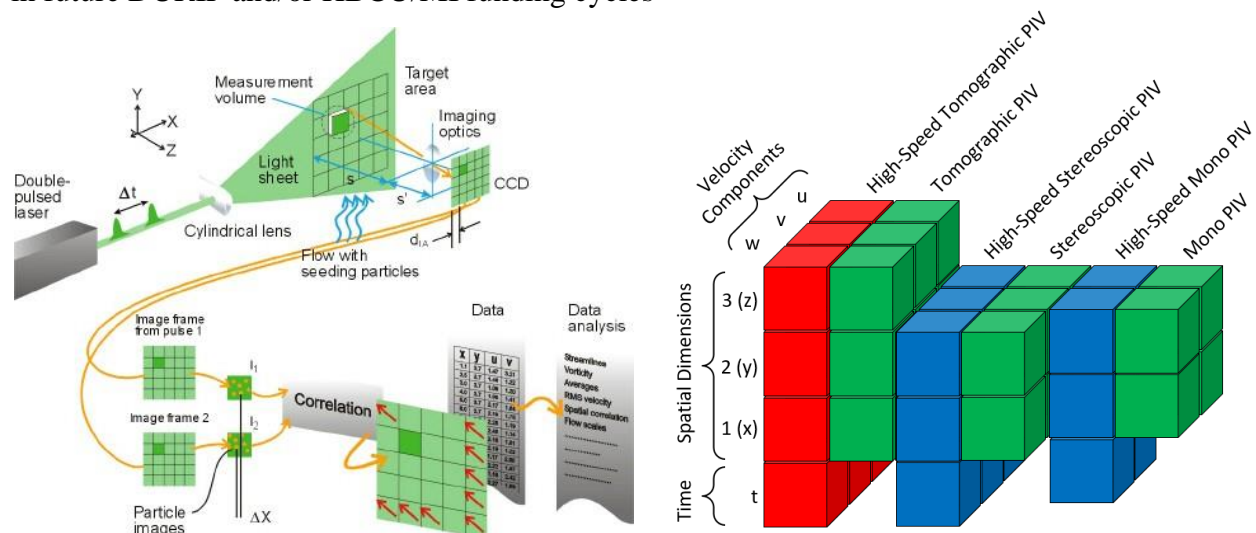 in future DURIP and/or HBCU/MI funding cycles
Measurement
volume
Target
area
Imaging
optics
Y
X
Z
Double-
pulsed
laser
Δt
Light
sheet
s
s'
CCD
Cylindrical lens
d_IA
Flow with
seeding particles
Image frame
from pulse 1
I1
Image frame 2
I2
Correlation
Particle
images
ΔX
Data
x y u v
Data
analysis
Streamlines
Vorticity
Averages
RMS velocity
Spatial correlation
Flow scales
Velocity
Components
u
v
w
High-Speed Tomographic PIV
Tomographic PIV
High-Speed Stereoscopic PIV
Stereoscopic PIV
High-Speed Mono PIV
Mono PIV
Spatial Dimensions
3 (z)
2 (y)
1 (x)
Time
t